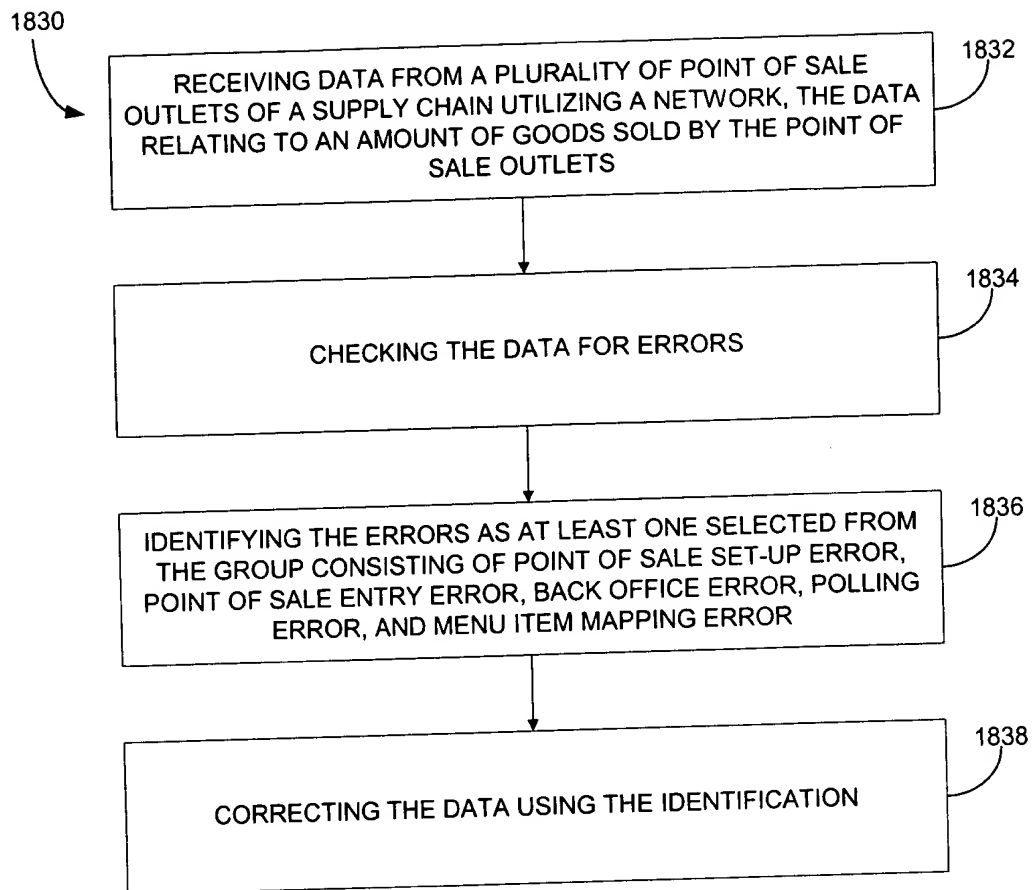 1830
1832
RECEIVING DATA FROM A PLURALITY OF POINT OF SALE
OUTLETS OF A SUPPLY CHAIN UTILIZING A NETWORK, THE DATA
RELATING TO AN AMOUNT OF GOODS SOLD BY THE POINT OF
SALE OUTLETS
1834
CHECKING THE DATA FOR ERRORS
1836
IDENTIFYING THE ERRORS AS AT LEAST ONE SELECTED FROM
THE GROUP CONSISTING OF POINT OF SALE SET-UP ERROR,
POINT OF SALE ENTRY ERROR, BACK OFFICE ERROR, POLLING
ERROR, AND MENU ITEM MAPPING ERROR
1838
CORRECTING THE DATA USING THE IDENTIFICATION